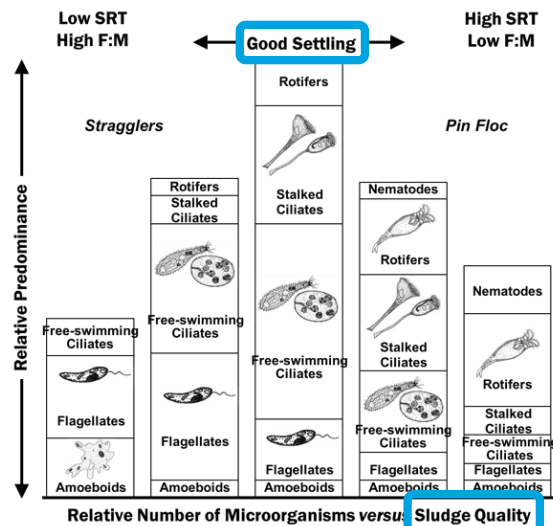 Low SRT
High F:M
Good Settling
High SRT
Low F:M
Relative Predominance
Stragglers
Pin Floc
Free-swimming
Ciliates
Flagellates
Amoeboids
Rotifers
Stalked
Ciliates
Free-swimming
Ciliates
Flagellates
Amoeboids
Rotifers
Stalked
Ciliates
Free-swimming
Ciliates
Flagellates
Amoeboids
Nematodes
Rotifers
Stalked
Ciliates
Free-swimming
Ciliates
Flagellates
Amoeboids
Nematodes
Rotifers
Stalked
Ciliates
Free-swimming
Ciliates
Flagellates
Amoeboids
Relative Number of Microorganisms versus Sludge Quality